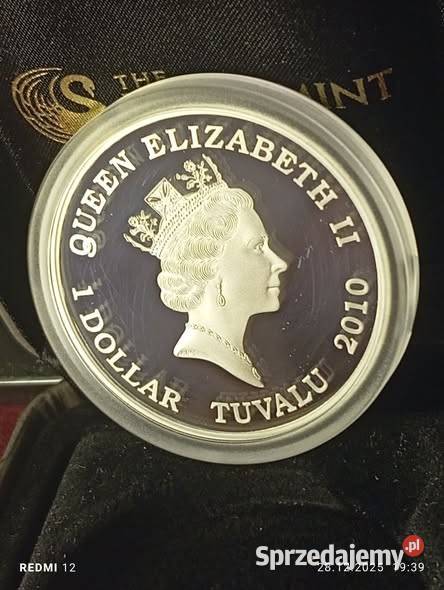 THE MINT
QUEEN ELIZABETH II
1 DOLLAR TUVALU 2010
Sprzedajemy.pl
REDMI 12
28.12.2025 19:39